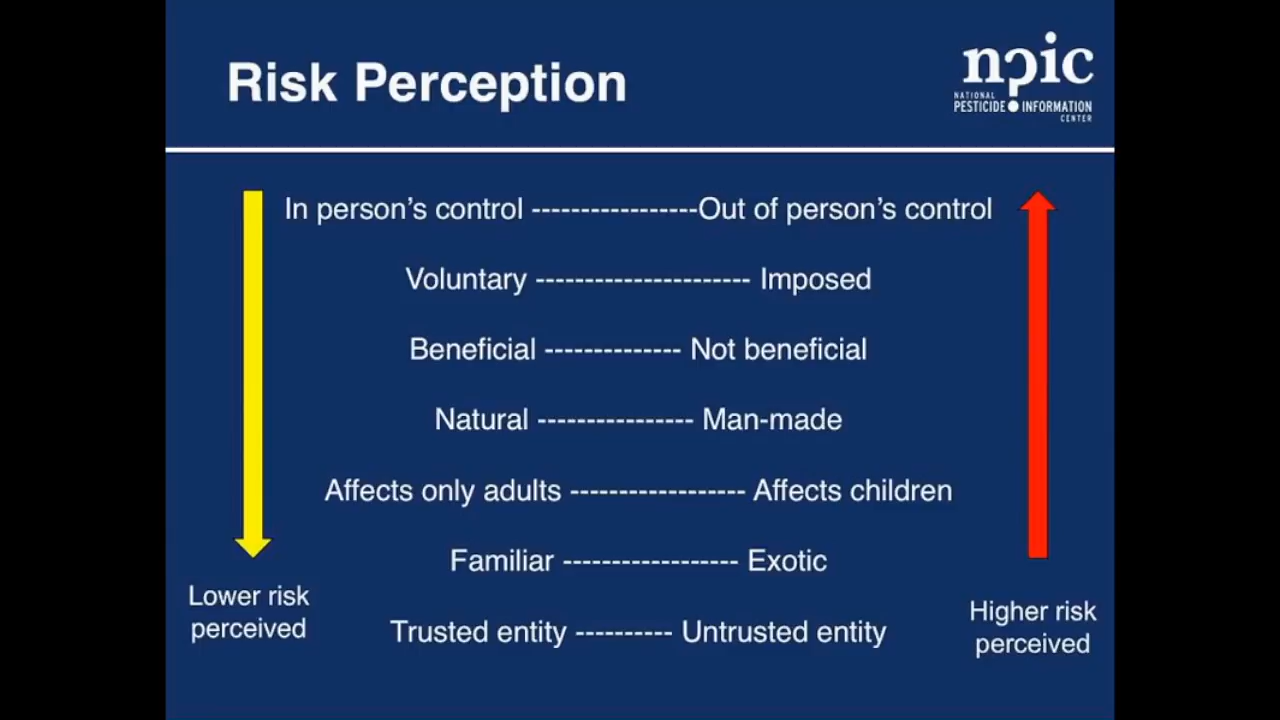 Risk Perception
npic
NATIONAL
PESTICIDE INFORMATION
CENTER
In person's control -----------------Out of person's control
Voluntary ---------------------- Imposed
Beneficial -------------- Not beneficial
Natural ---------------- Man-made
Affects only adults ------------------ Affects children
Familiar ------------------ Exotic
Trusted entity ---------- Untrusted entity
Lower risk
perceived
Higher risk
perceived